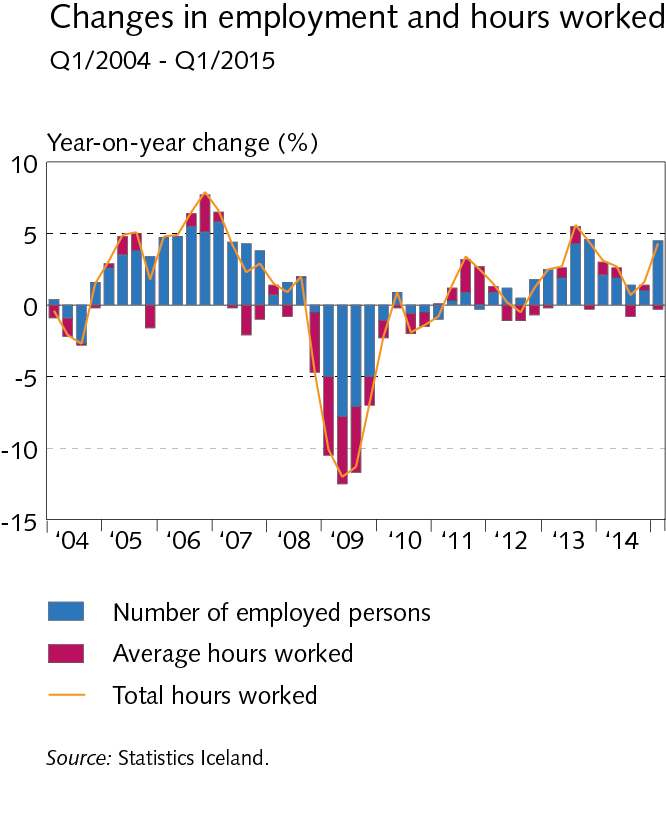 Changes in employment and hours worked
Q1/2004 - Q1/2015
Year-on-year change (%)
10
5
0
-5
-10
-15
‘04 ‘05 ‘06 ‘07 ‘08 ‘09 ‘10 ‘11 ‘12 ‘13 ‘14
Number of employed persons
Average hours worked
Total hours worked
Source: Statistics Iceland.